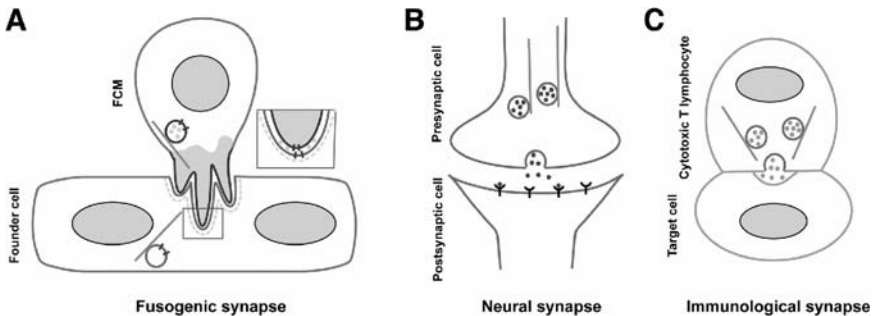 A
FCM
Founder cell
Fusogenic synapse
B
Presynaptic cell
Postsynaptic cell
Neural synapse
C
Cytotoxic T lymphocyte
Target cell
Immunological synapse